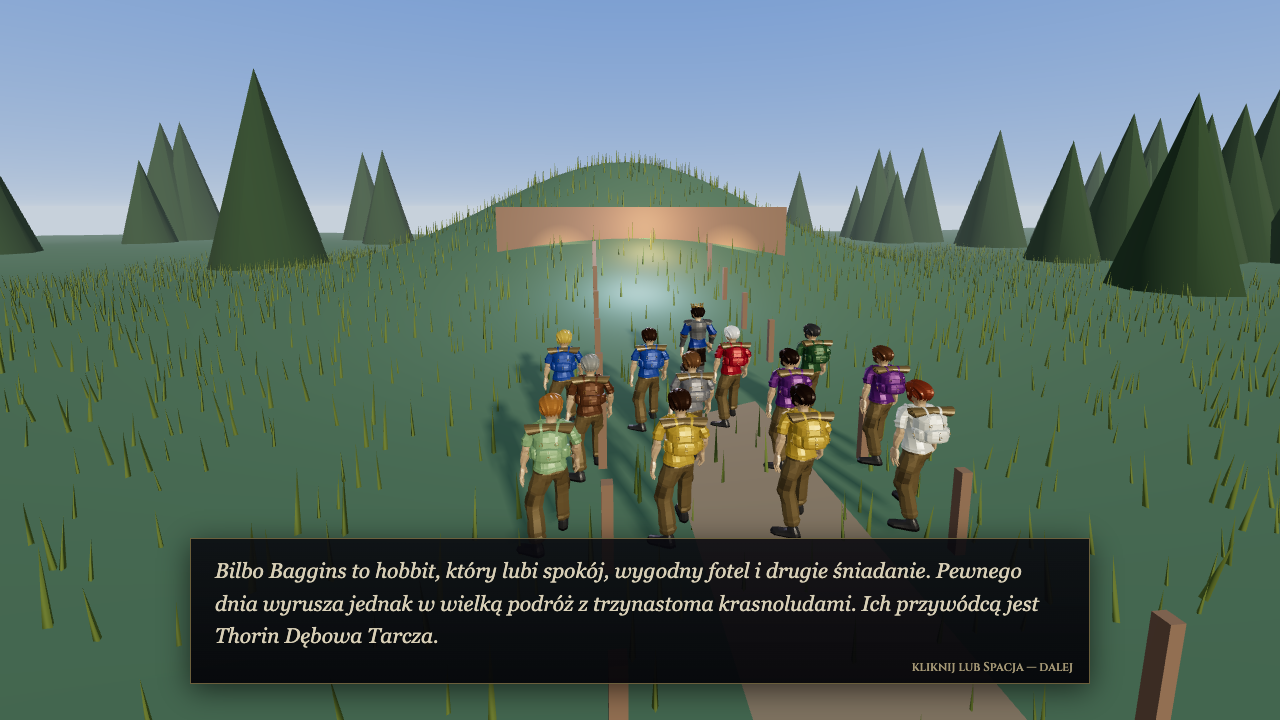 Bilbo Baggins to hobbit, który lubi spokój, wygodny fotel i drugie śniadanie. Pewnego
dnia wyrusza jednak w wielką podróż z trzynastoma krasnoludami. Ich przywódcą jest
Thorin Dębowa Tarcza.
KLIKNIJ LUB SPACJA — DALEJ